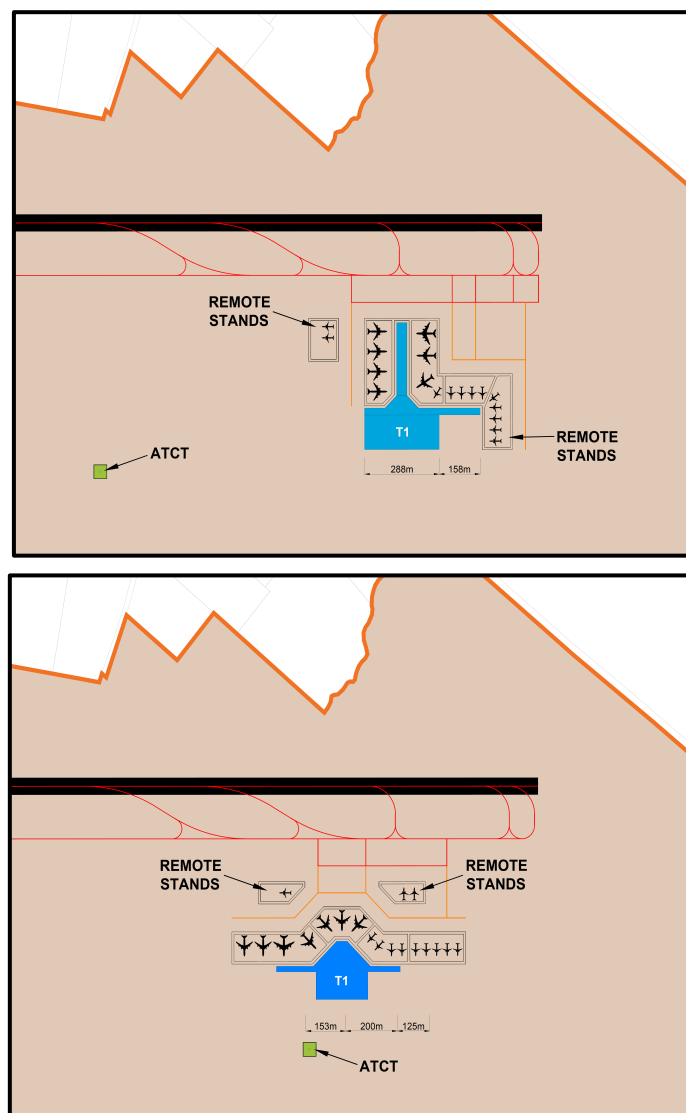 REMOTE
STANDS
T1
REMOTE
STANDS
ATCT
288m
158m
REMOTE
STANDS
REMOTE
STANDS
T1
153m
200m
125m
ATCT